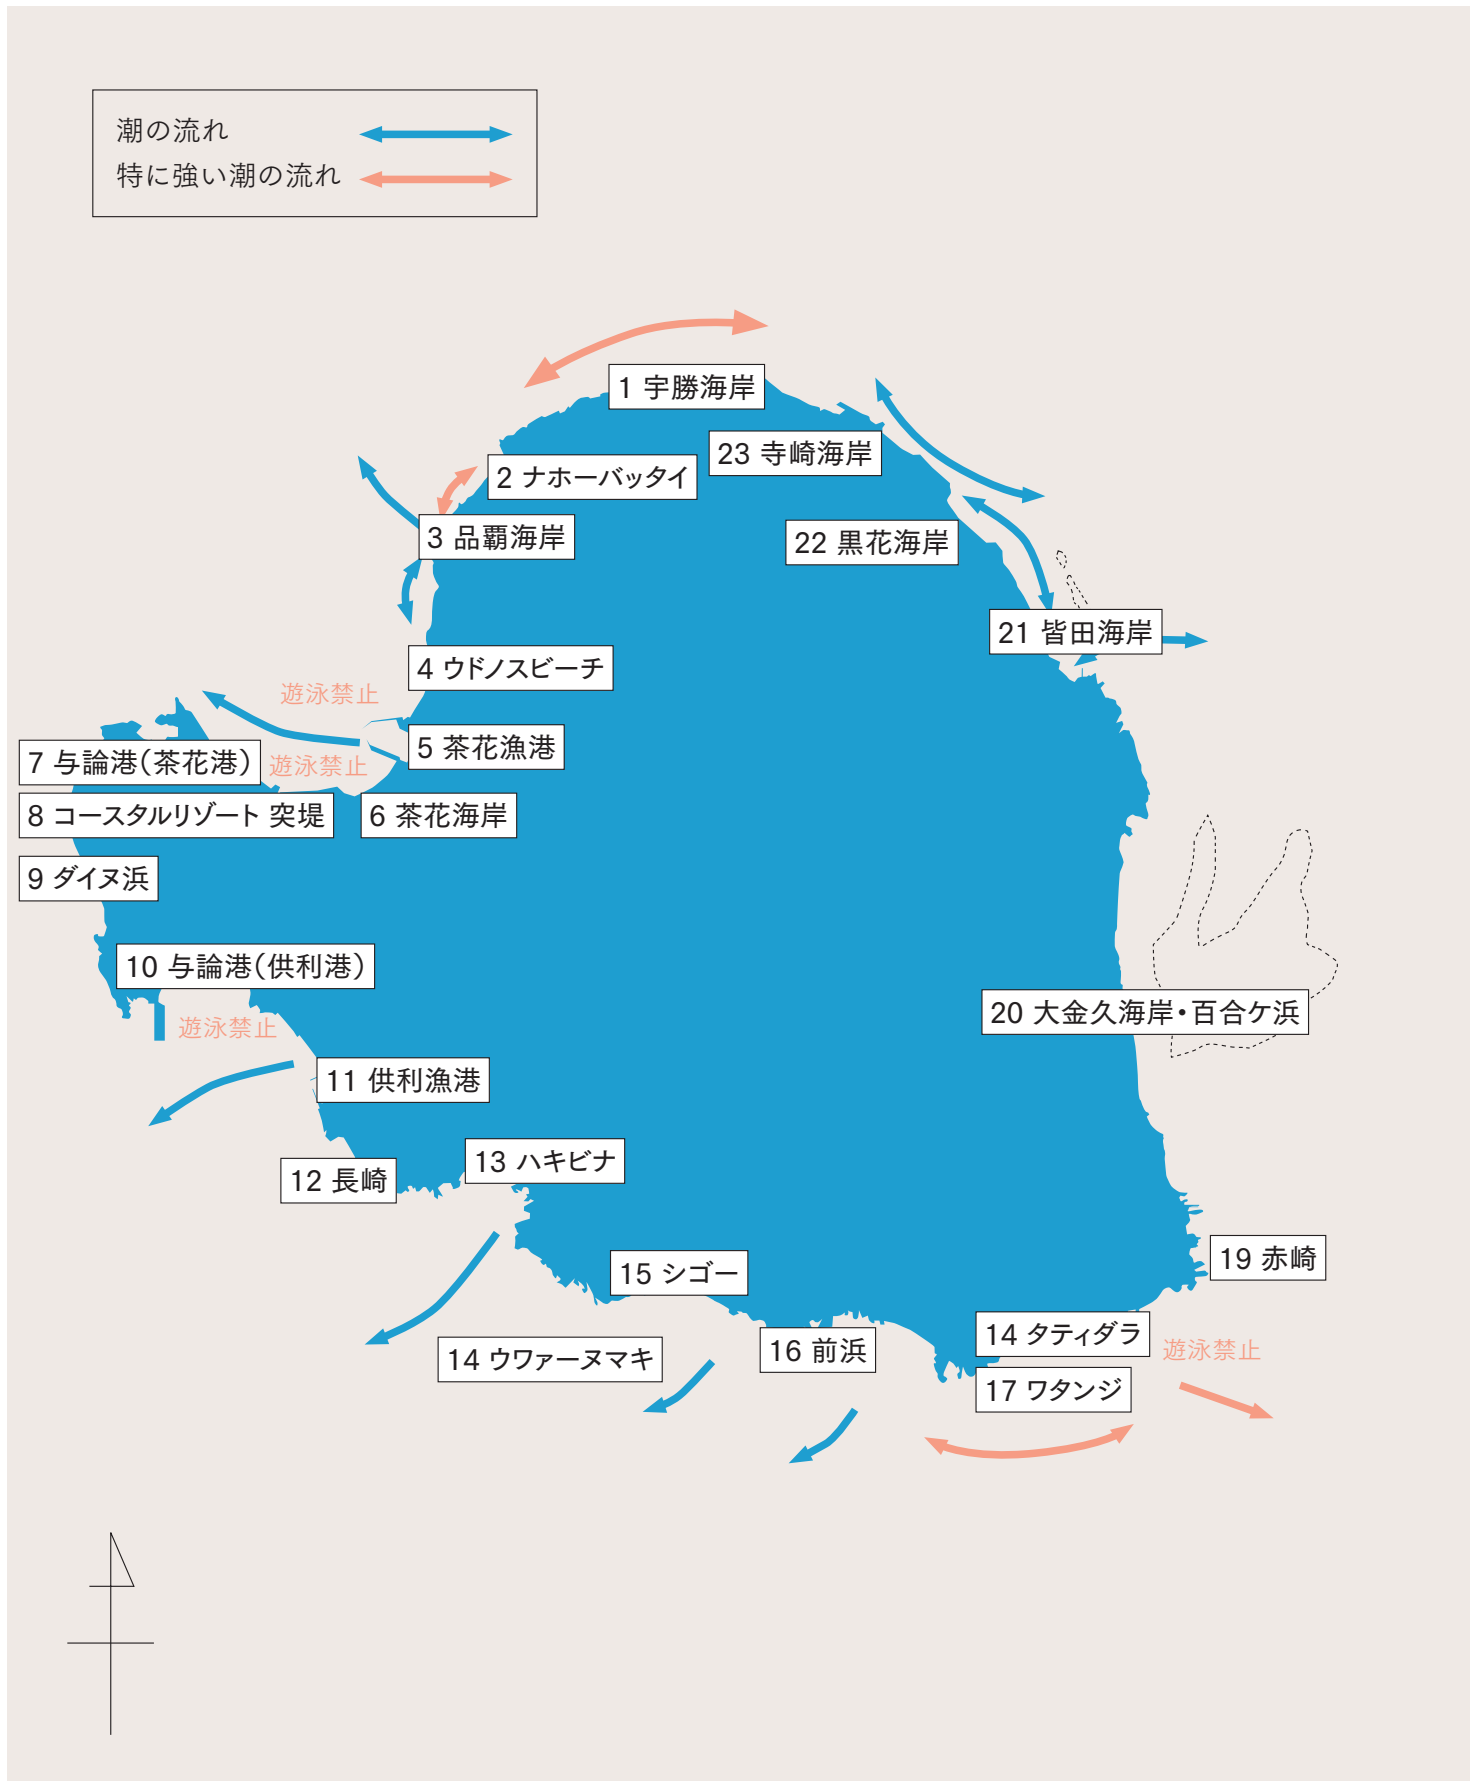 潮の流れ
特に強い潮の流れ
1 宇勝海岸
23 寺崎海岸
2 ナホーバッタイ
3 品覇海岸
22 黒花海岸
21 皆田海岸
4 ウドノスビーチ
遊泳禁止
5 茶花漁港
7 与論港(茶花港)
遊泳禁止
8 コースタルリゾート 突堤
6 茶花海岸
9 ダイヌ浜
10 与論港(供利港)
20 大金久海岸・百合ケ浜
遊泳禁止
11 供利漁港
13 ハキビナ
12 長崎
19 赤崎
15 シゴー
14 タティダラ
遊泳禁止
16 前浜
14 ウワァーヌマキ
17 ワタンジ